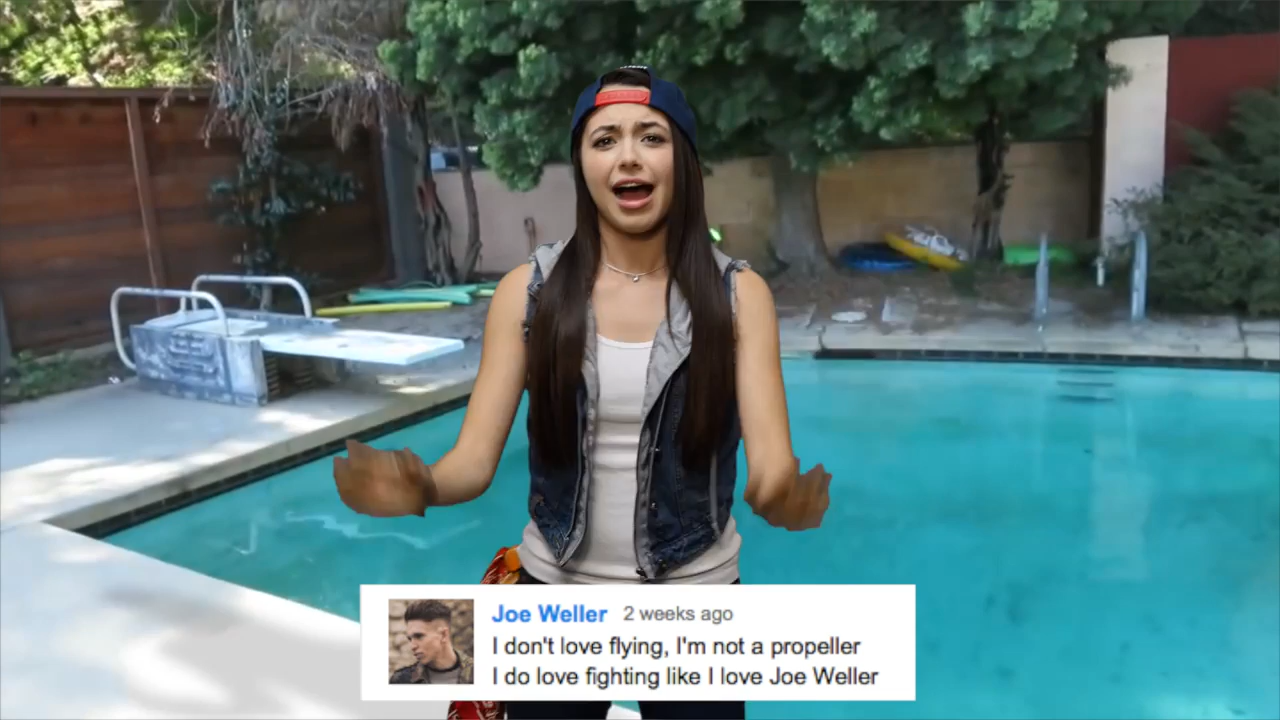 Joe Weller 2 weeks ago
I don't love flying, I'm not a propeller
I do love fighting like I love Joe Weller